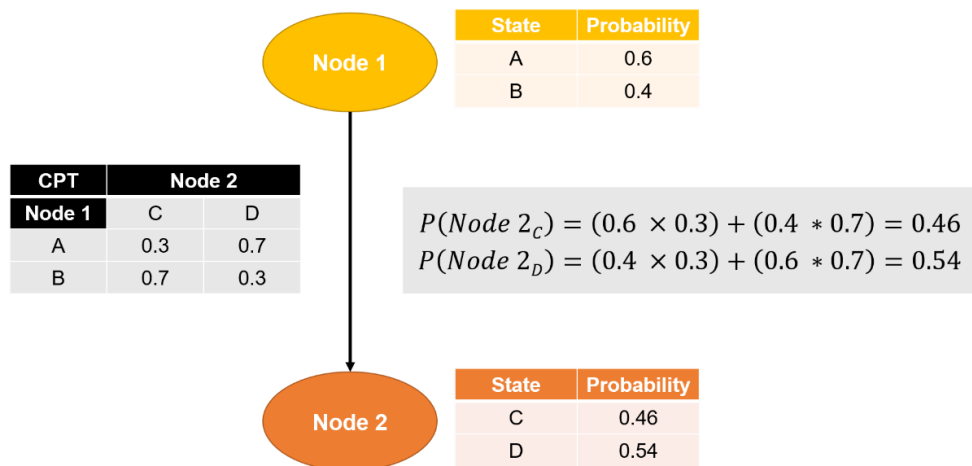 Node 1
State Probability
A 0.6
B 0.4
CPT Node 2
Node 1 C D
A 0.3 0.7
B 0.7 0.3
P(Node 2_C) = (0.6 × 0.3) + (0.4 * 0.7) = 0.46
P(Node 2_D) = (0.4 × 0.3) + (0.6 * 0.7) = 0.54
Node 2
State Probability
C 0.46
D 0.54